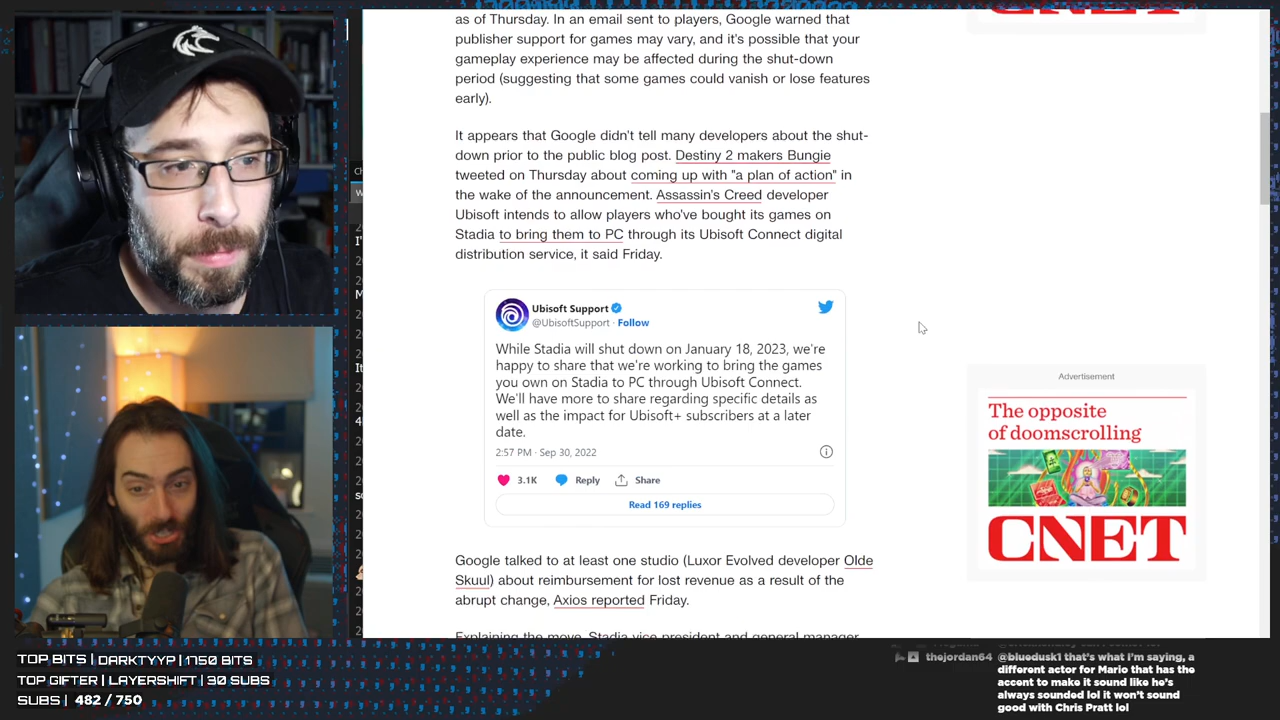 as of Thursday. In an email sent to players, Google warned that
publisher support for games may vary, and it's possible that your
gameplay experience may be affected during the shut-down
period (suggesting that some games could vanish or lose features
early).
It appears that Google didn't tell many developers about the shut-
down prior to the public blog post. Destiny 2 makers Bungie
tweeted on Thursday about coming up with "a plan of action" in
the wake of the announcement. Assassin's Creed developer
Ubisoft intends to allow players who've bought its games on
Stadia to bring them to PC through its Ubisoft Connect digital
distribution service, it said Friday.
Ubisoft Support
@UbisoftSupport · Follow
While Stadia will shut down on January 18, 2023, we're
happy to share that we're working to bring the games
you own on Stadia to PC through Ubisoft Connect.
We'll have more to share regarding specific details as
well as the impact for Ubisoft+ subscribers at a later
date.
2:57 PM · Sep 30, 2022
3.1K Reply Share
Read 169 replies
Google talked to at least one studio (Luxor Evolved developer Olde
Skuul) about reimbursement for lost revenue as a result of the
abrupt change, Axios reported Friday.
Explaining the move, Stadia vice president and general manager
Advertisement
The opposite
of doomscrolling
CNET
TOP BITS | DARKTYYP | 1750 BITS
TOP GIFTER | LAYERSHIFT | 30 SUBS
SUBS | 482 / 750
thejordan64 @bluedusk1 that's what i'm saying, a
different actor for Mario that has the
accent to make it sound like he's
always sounded lol it won't sound
good with Chris Pratt lol